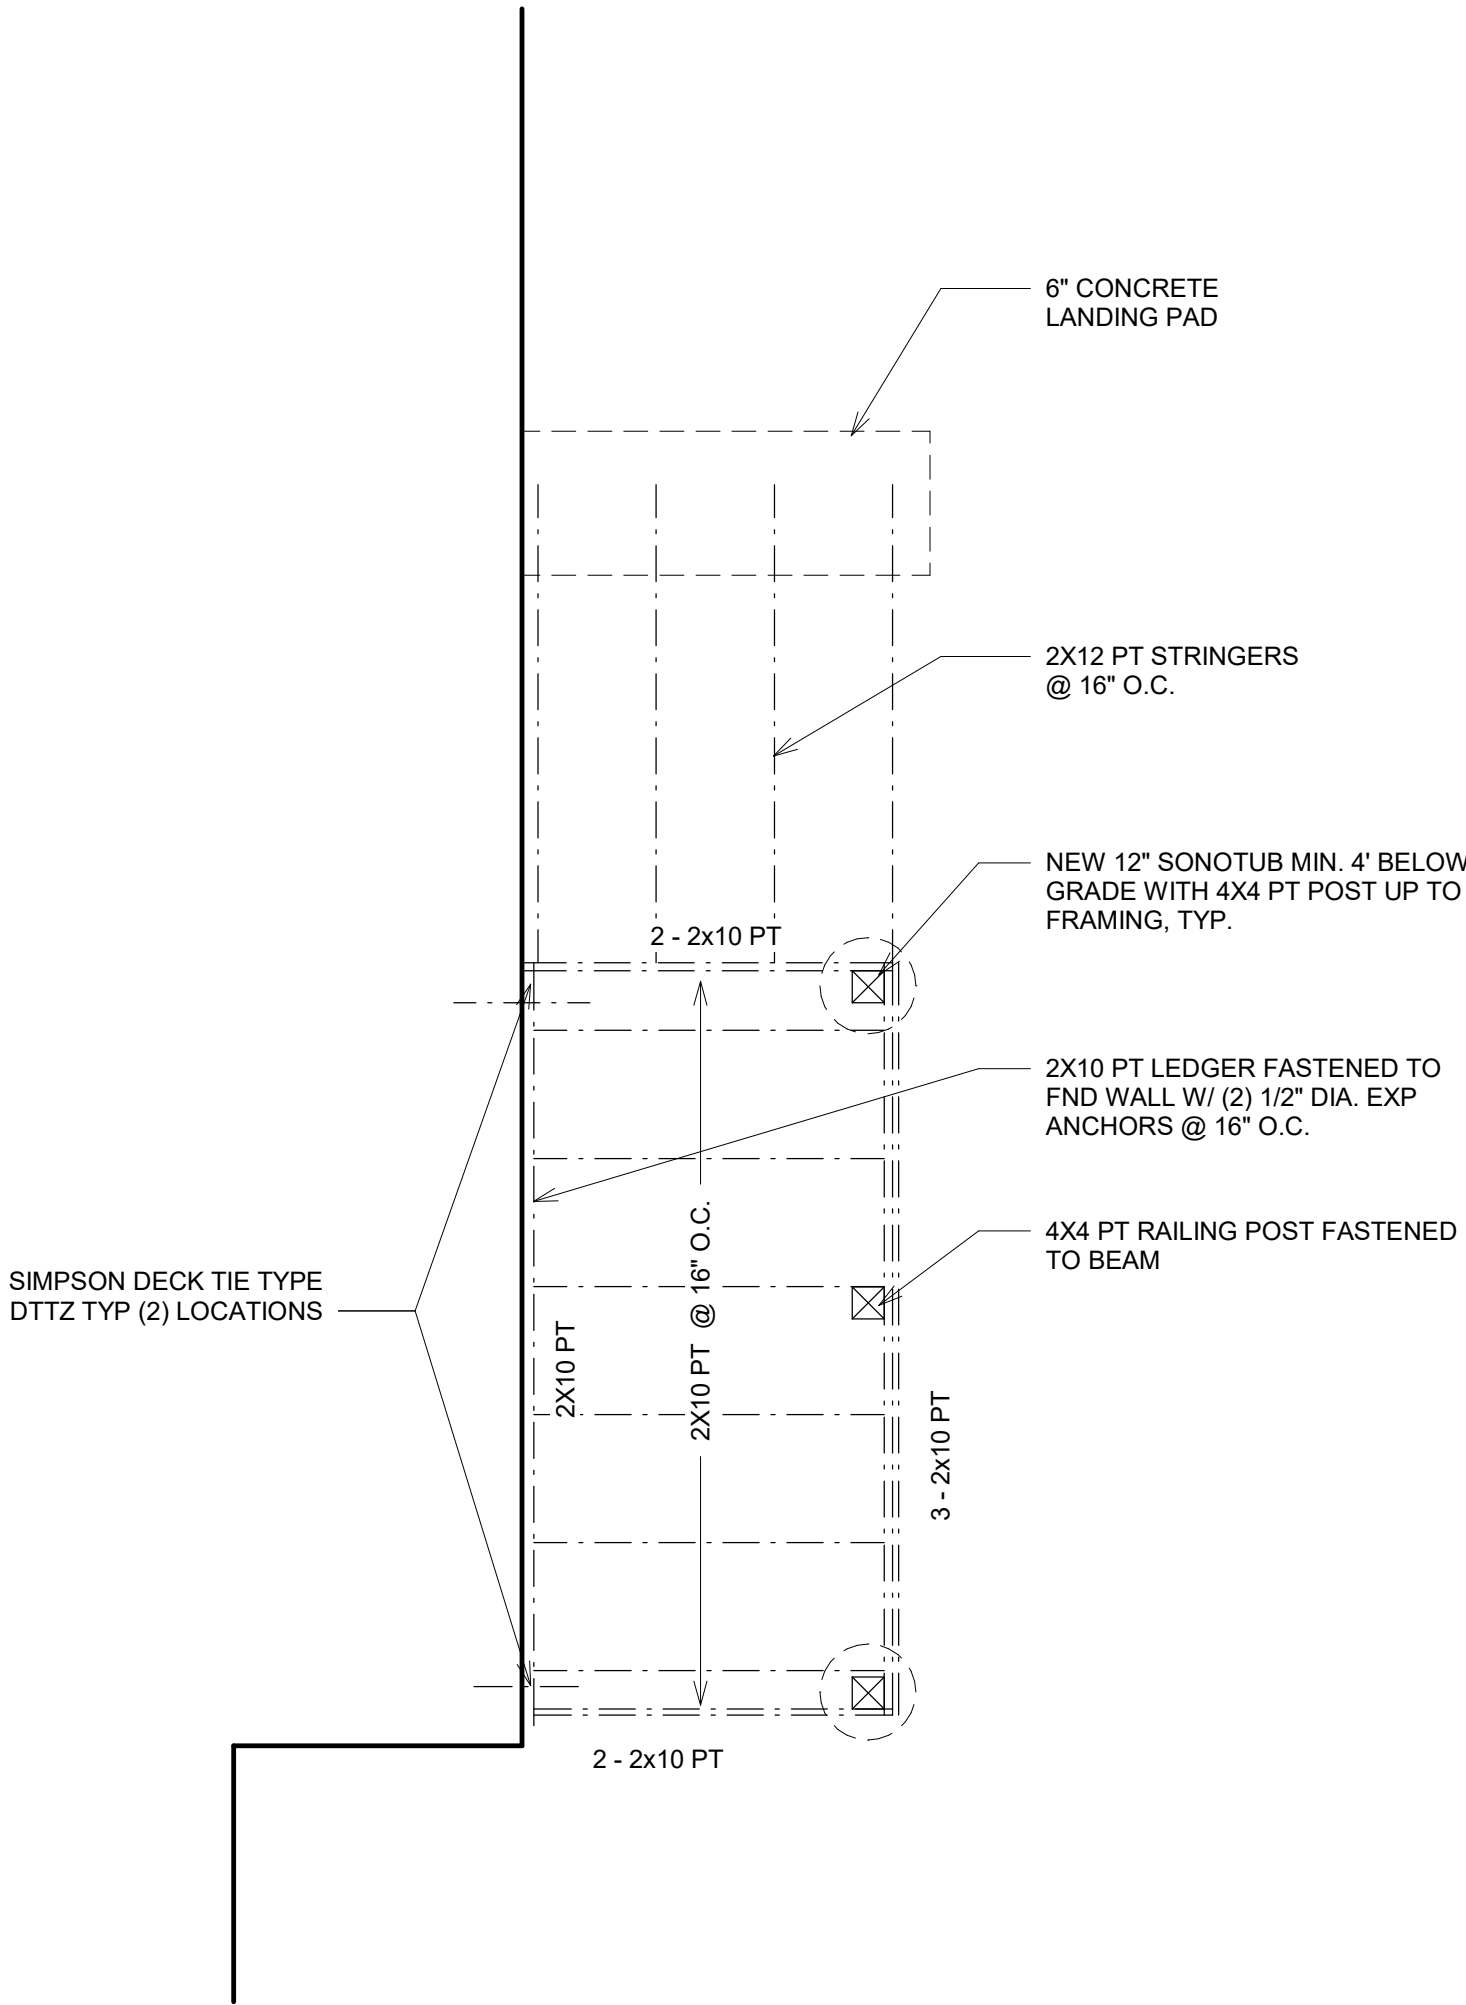 6" CONCRETE
LANDING PAD
2X12 PT STRINGERS
@ 16" O.C.
NEW 12" SONOTUB MIN. 4' BELOW
GRADE WITH 4X4 PT POST UP TO
FRAMING, TYP.
2 - 2x10 PT
2X10 PT LEDGER FASTENED TO
FND WALL W/ (2) 1/2" DIA. EXP
ANCHORS @ 16" O.C.
4X4 PT RAILING POST FASTENED
TO BEAM
SIMPSON DECK TIE TYPE
DTTZ TYP (2) LOCATIONS
2X10 PT
2X10 PT @ 16" O.C.
3 - 2x10 PT
2 - 2x10 PT